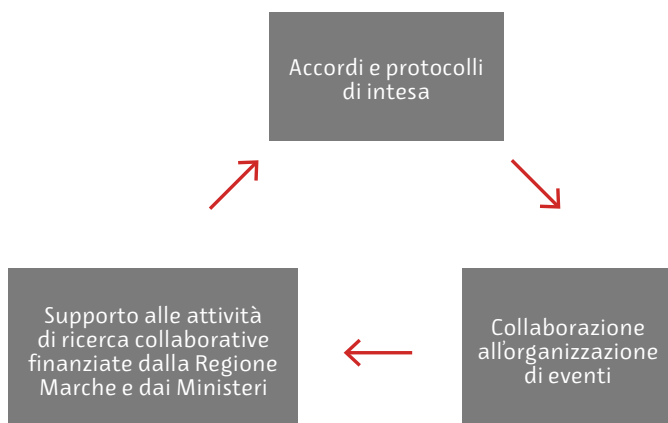 Accordi e protocolli
di intesa
Supporto alle attività
di ricerca collaborative
finanziate dalla Regione
Marche e dai Ministeri
Collaborazione
all'organizzazione
di eventi